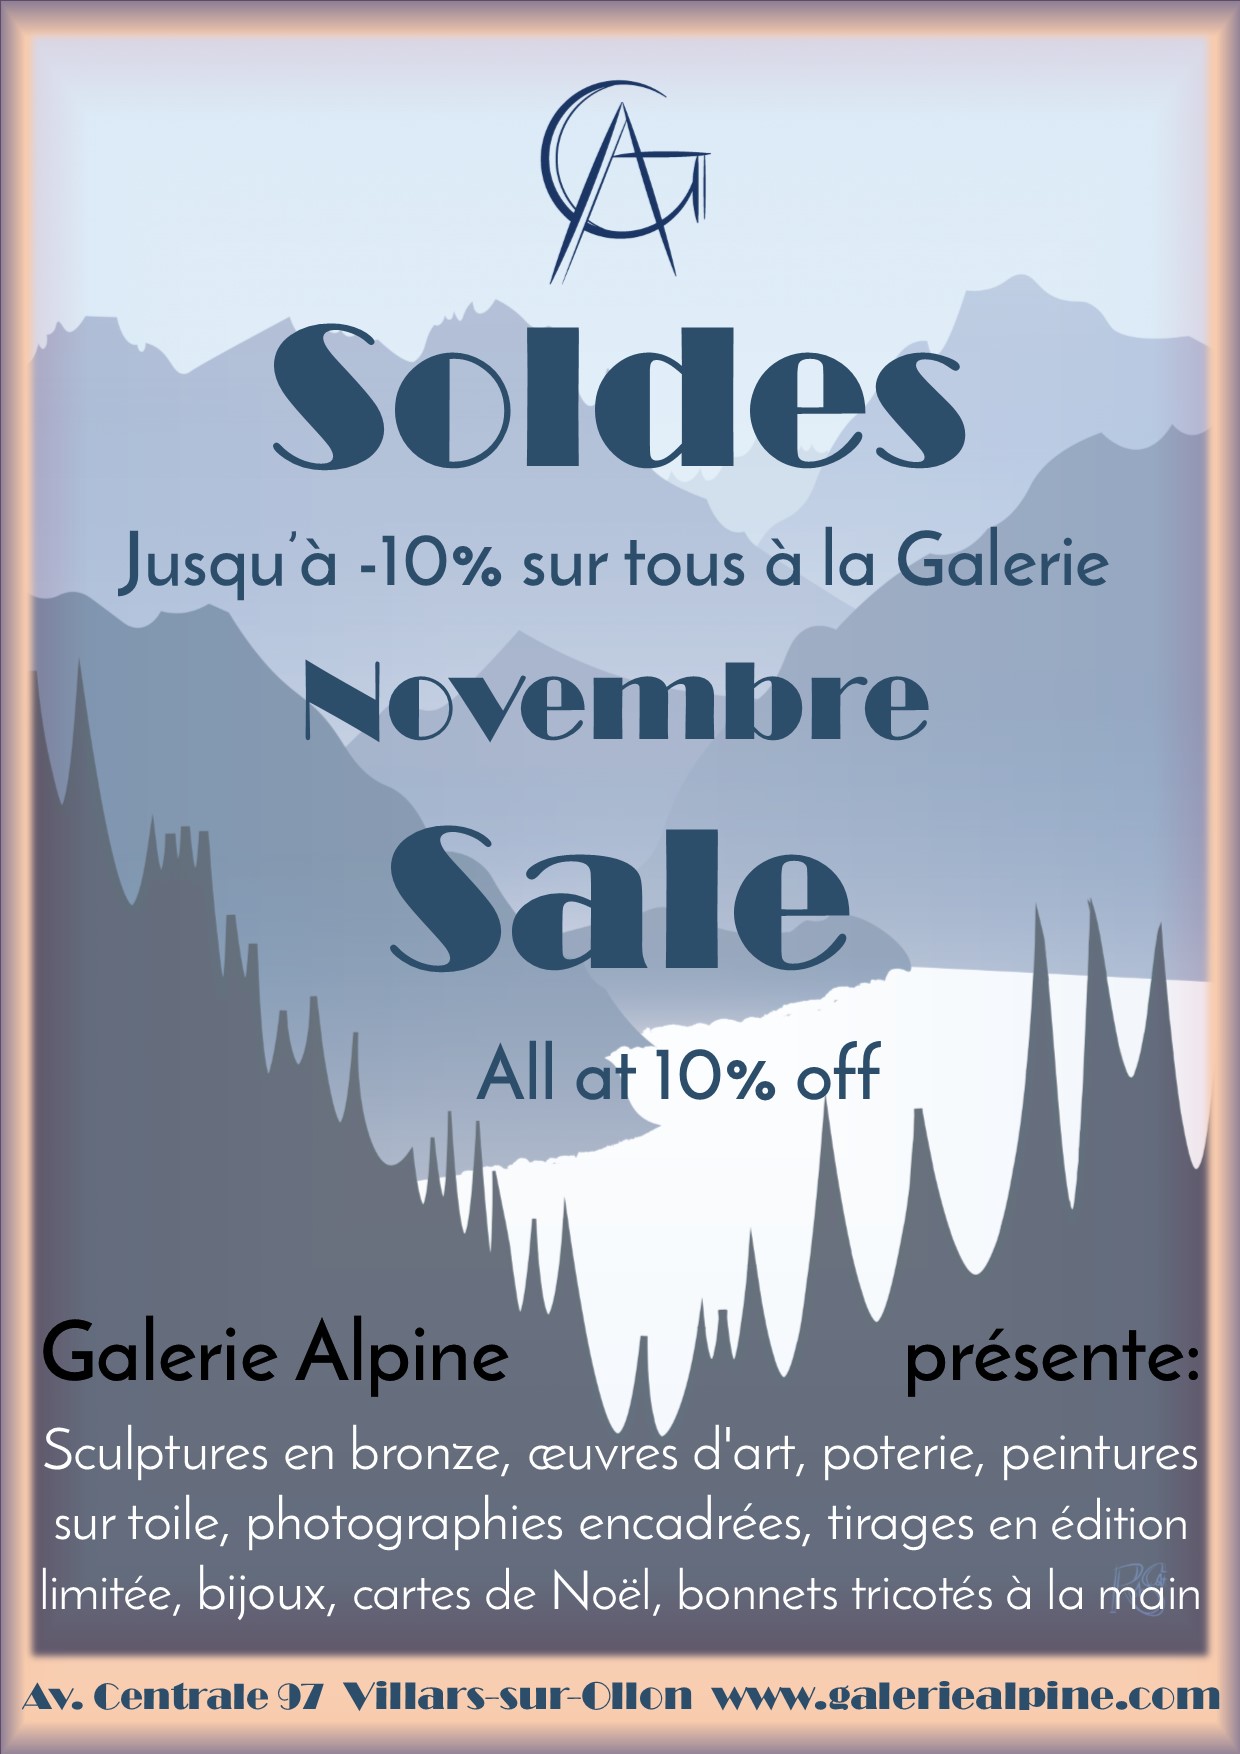 GA
Soldes
Jusqu'à -10% sur tous à la Galerie
Novembre
Sale
All at 10% off
Galerie Alpine présente:
Sculptures en bronze, œuvres d'art, poterie, peintures
sur toile, photographies encadrées, tirages en édition
limitée, bijoux, cartes de Noël, bonnets tricotés à la main
Av. Centrale 97 Villars-sur-Ollon www.galeriealpine.com